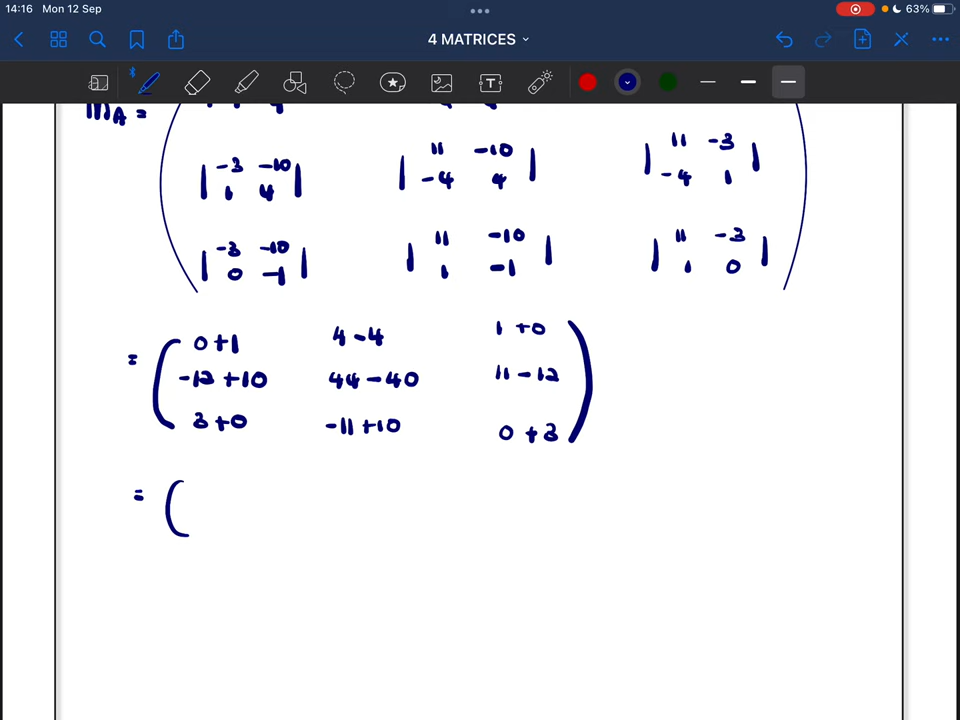 14:16 Mon 12 Sep 63%
4 MATRICES
T
m_A =
| -3 -10 | | 11 -10 | | 11 -3 |
| 1 4 | | -4 4 | | -4 1 |
| -3 -10 | | 11 -10 | | 11 -3 |
| 0 -1 | | 1 -1 | | 1 0 |
= ( 0 + 1 4 - 4 1 + 0 )
-12 + 10 44 - 40 11 - 12
3 + 0 -11 + 10 0 + 3
= (